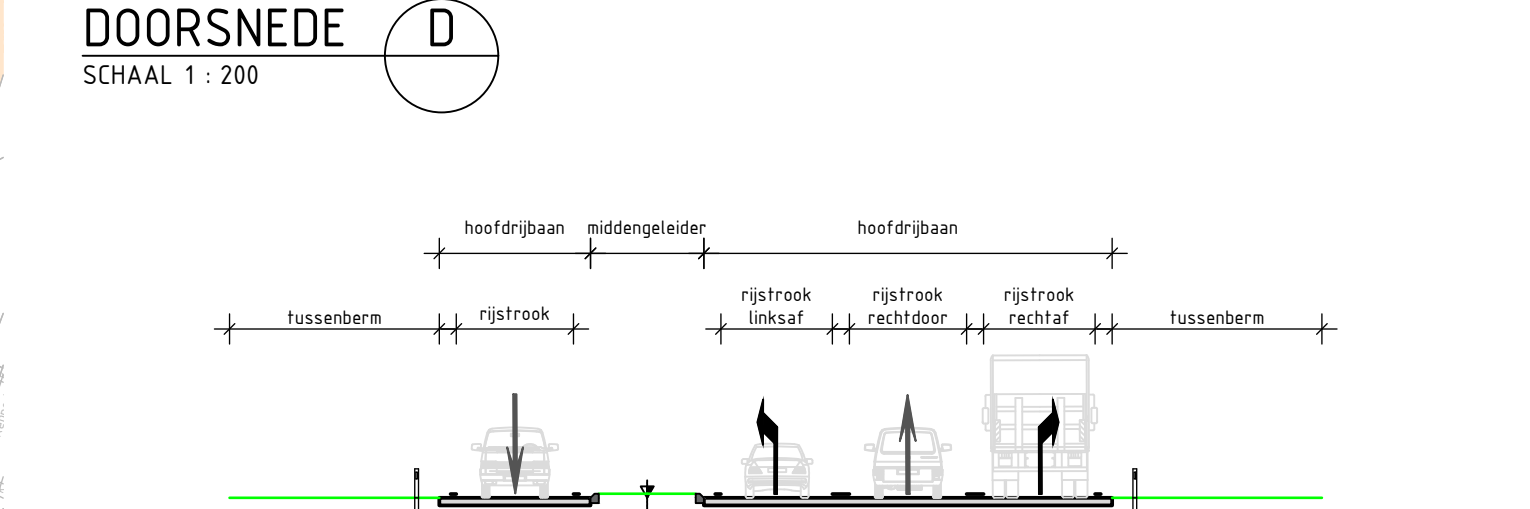 DOORSNEDE D
SCHAAL 1 : 200
hoofdrijbaan middengeleider hoofdrijbaan
tussenberm rijstrook rijstrook linksaf rijstrook rechtdoor rijstrook rechtaf tussenberm